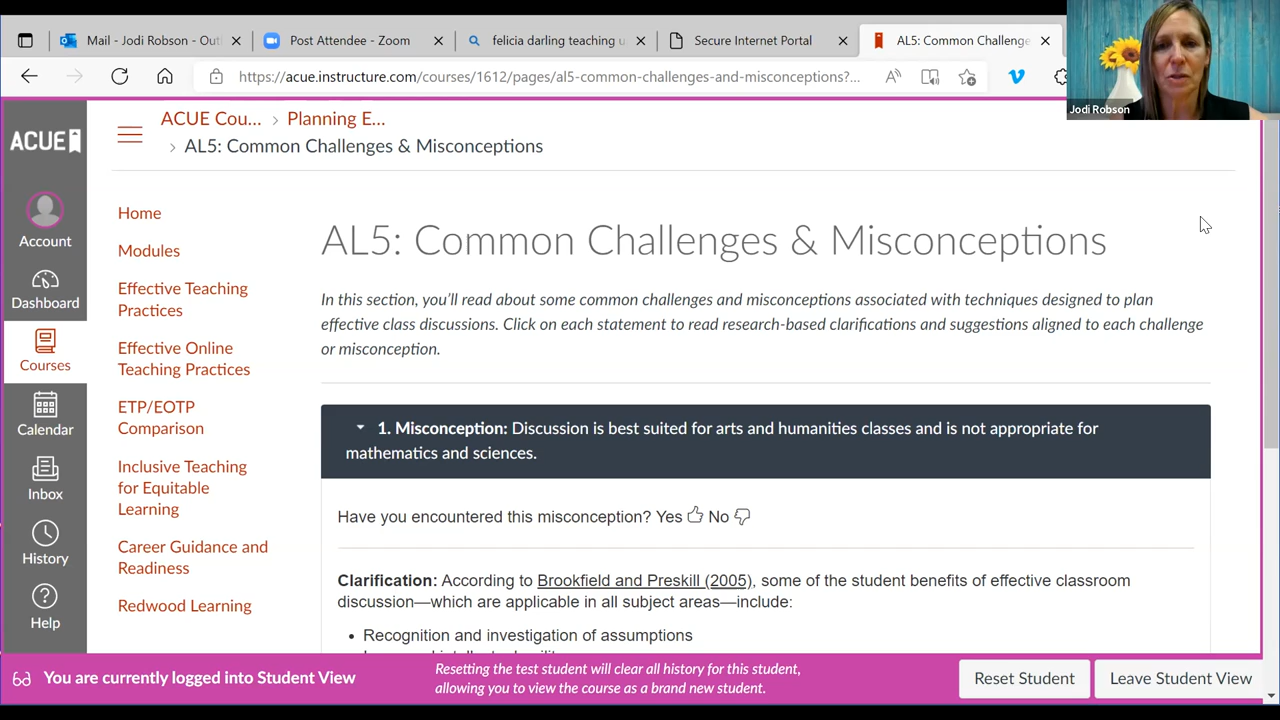 Mail - Jodi Robson - Out
Post Attendee - Zoom
felicia darling teaching u
Secure Internet Portal
AL5: Common Challenge
https://acue.instructure.com/courses/1612/pages/al5-common-challenges-and-misconceptions?...
Jodi Robson
ACUE
ACUE Cou... > Planning E...
> AL5: Common Challenges & Misconceptions
Account
Dashboard
Courses
Calendar
Inbox
History
Help
Home
Modules
Effective Teaching
Practices
Effective Online
Teaching Practices
ETP/EOTP
Comparison
Inclusive Teaching
for Equitable
Learning
Career Guidance and
Readiness
Redwood Learning
AL5: Common Challenges & Misconceptions
In this section, you'll read about some common challenges and misconceptions associated with techniques designed to plan
effective class discussions. Click on each statement to read research-based clarifications and suggestions aligned to each challenge
or misconception.
1. Misconception: Discussion is best suited for arts and humanities classes and is not appropriate for
mathematics and sciences.
Have you encountered this misconception? Yes No
Clarification: According to Brookfield and Preskill (2005), some of the student benefits of effective classroom
discussion—which are applicable in all subject areas—include:
• Recognition and investigation of assumptions
You are currently logged into Student View
Resetting the test student will clear all history for this student,
allowing you to view the course as a brand new student.
Reset Student
Leave Student View